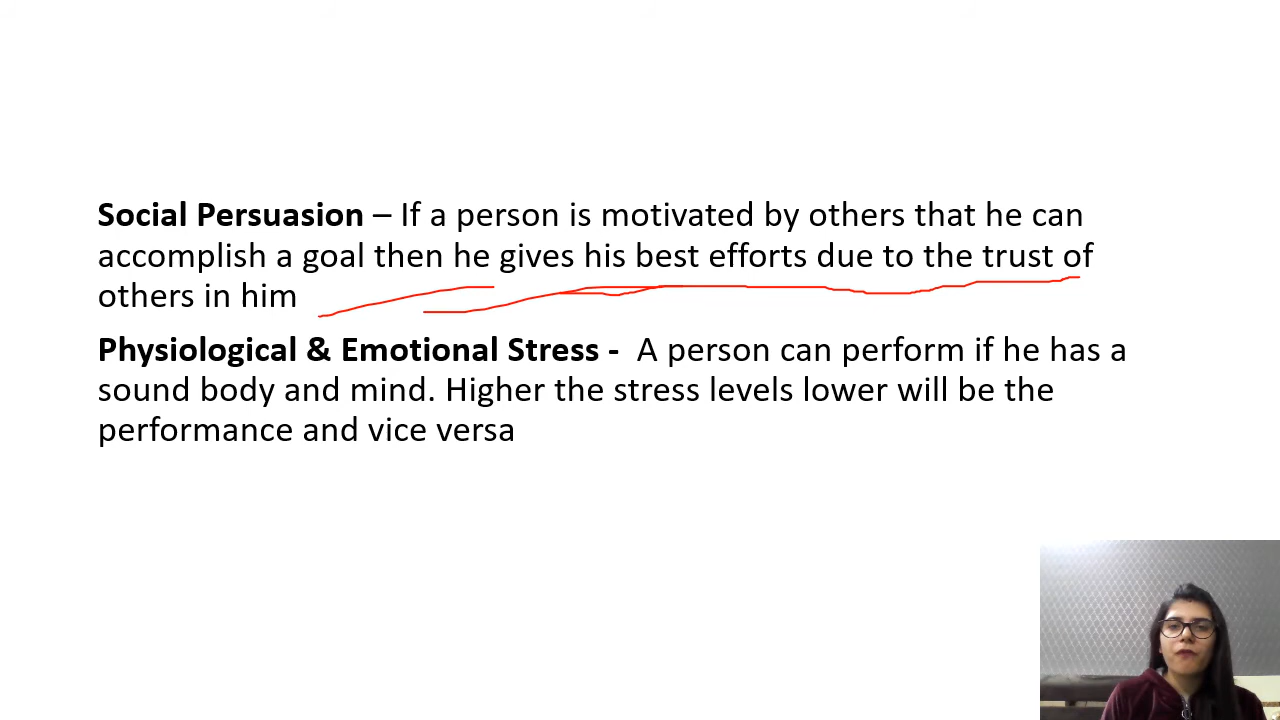 Social Persuasion – If a person is motivated by others that he can
accomplish a goal then he gives his best efforts due to the trust of
others in him
Physiological & Emotional Stress -  A person can perform if he has a
sound body and mind. Higher the stress levels lower will be the
performance and vice versa